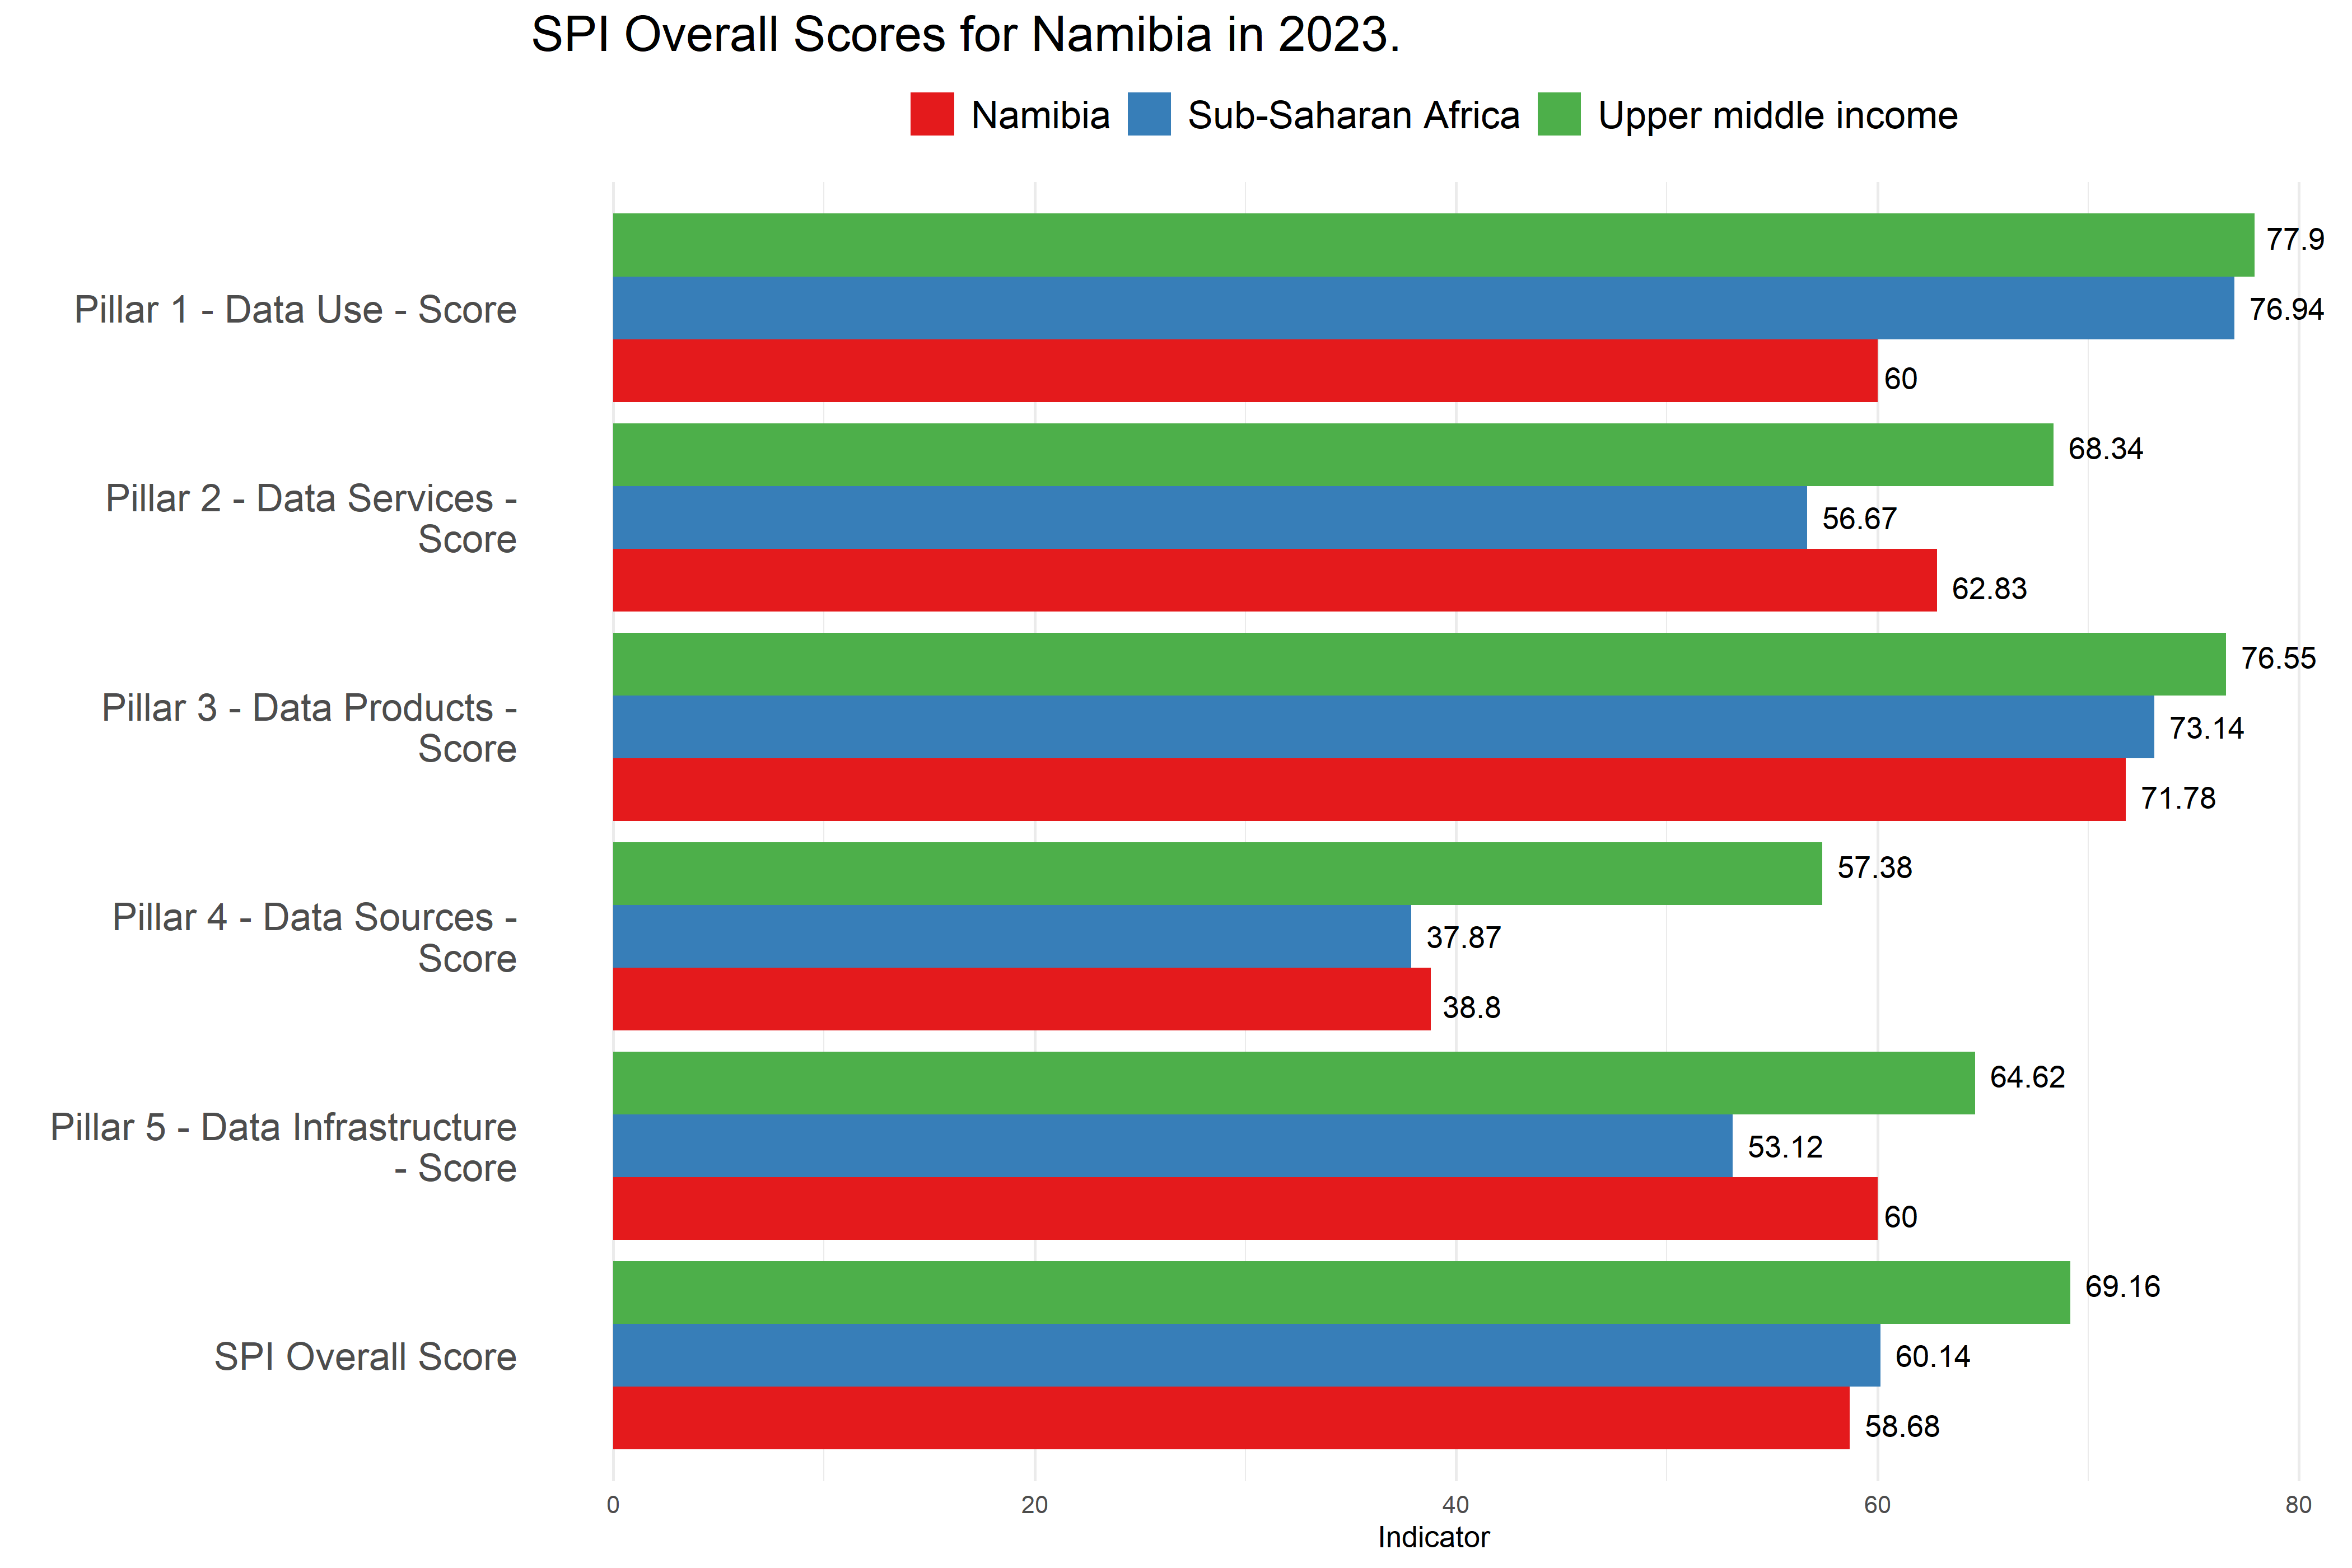 SPI Overall Scores for Namibia in 2023.
Namibia Sub-Saharan Africa Upper middle income
Pillar 1 - Data Use - Score
77.9
76.94
60
Pillar 2 - Data Services -
Score
68.34
56.67
62.83
Pillar 3 - Data Products -
Score
76.55
73.14
71.78
Pillar 4 - Data Sources -
Score
57.38
37.87
38.8
Pillar 5 - Data Infrastructure
- Score
64.62
53.12
60
SPI Overall Score
69.16
60.14
58.68
0 20 40 60 80
Indicator